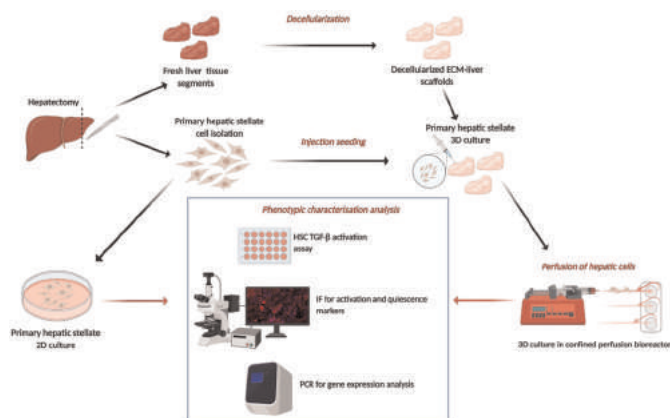 Decellularization
Fresh liver tissue
segments
Decellularized ECM-liver
scaffolds
Hepatectomy
Primary hepatic stellate
cell isolation
Injection seeding
Primary hepatic stellate
3D culture
Phenotypic characterisation analysis
HSC TGF-β activation
assay
Perfusion of hepatic cells
IF for activation and quiescence
markers
Primary hepatic stellate
2D culture
3D culture in confined perfusion bioreactor
PCR for gene expression analysis